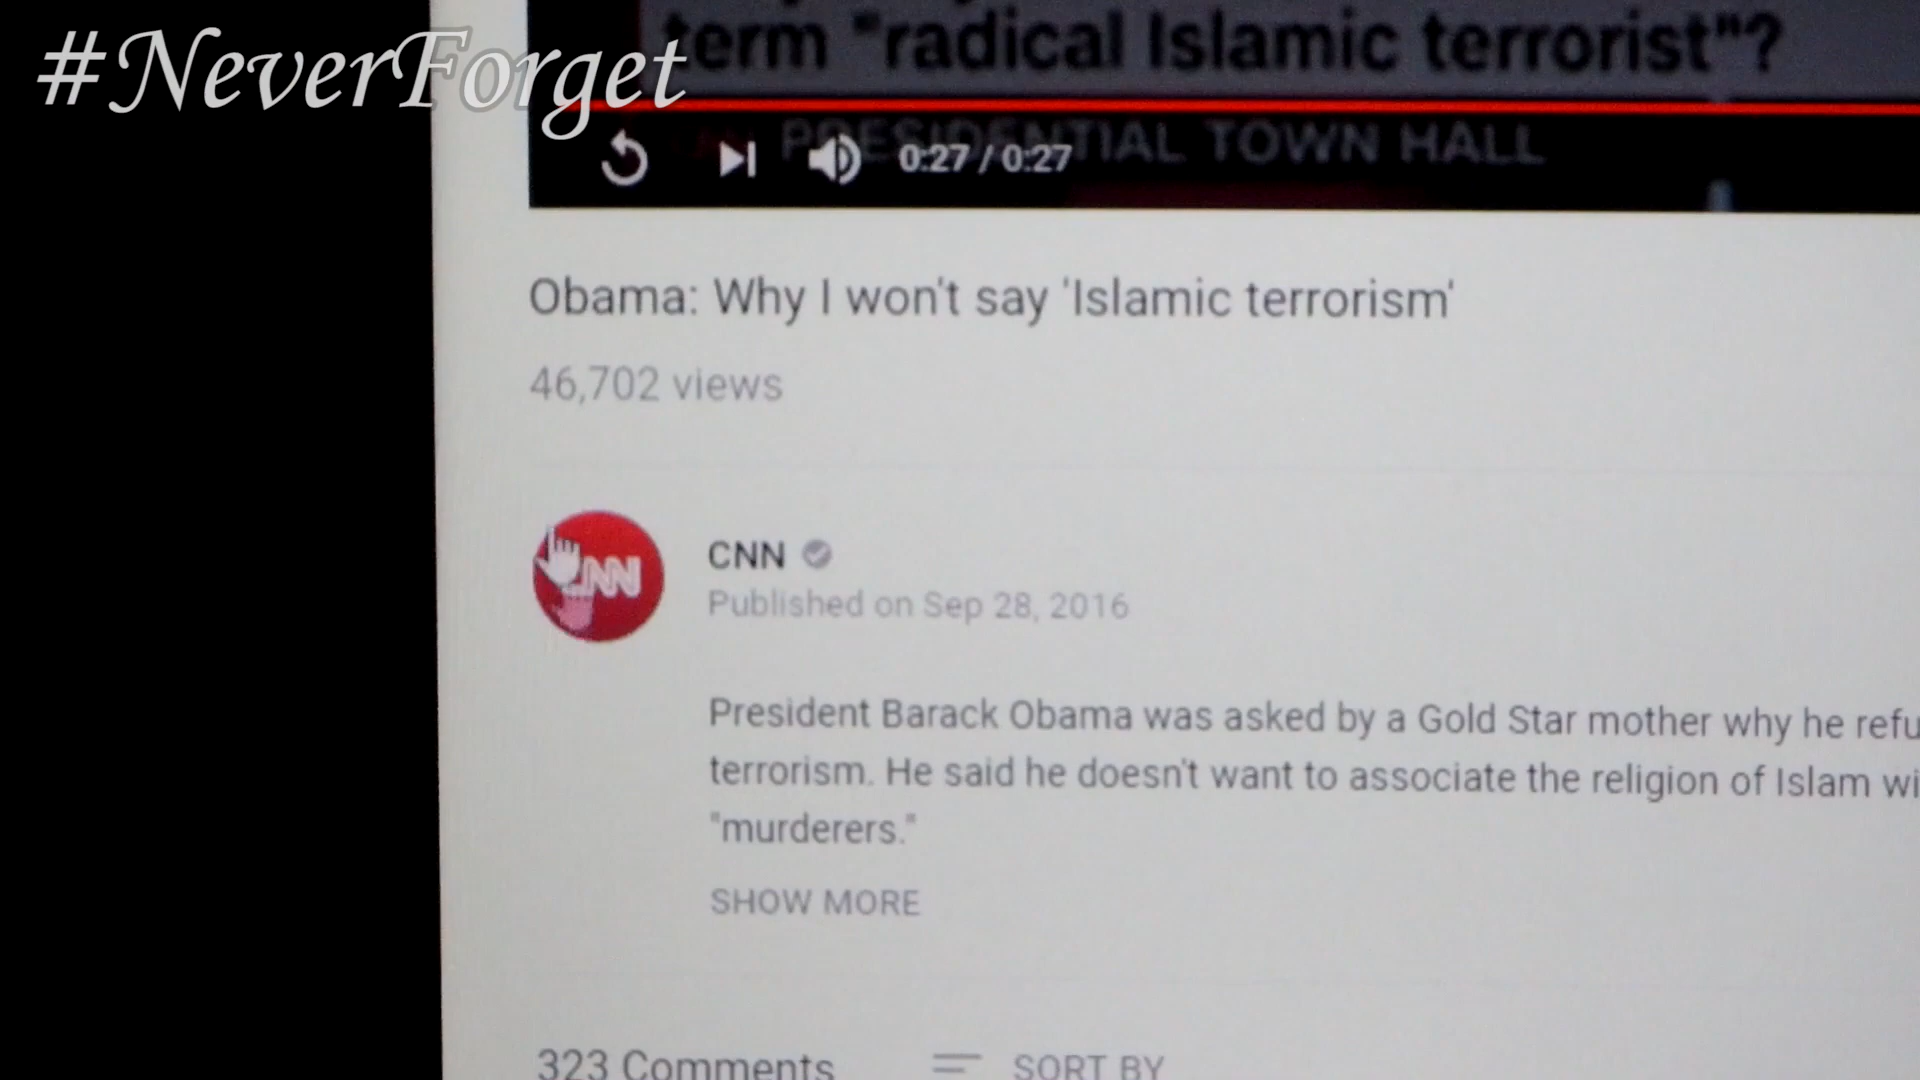 #NeverForget
term "radical Islamic terrorist"?
PRESIDENTIAL TOWN HALL
0:27 / 0:27
Obama: Why I won't say 'Islamic terrorism'
46,702 views
CNN
CNN
Published on Sep 28, 2016
President Barack Obama was asked by a Gold Star mother why he refu
terrorism. He said he doesn't want to associate the religion of Islam wi
"murderers."
SHOW MORE
323 Comments
SORT BY